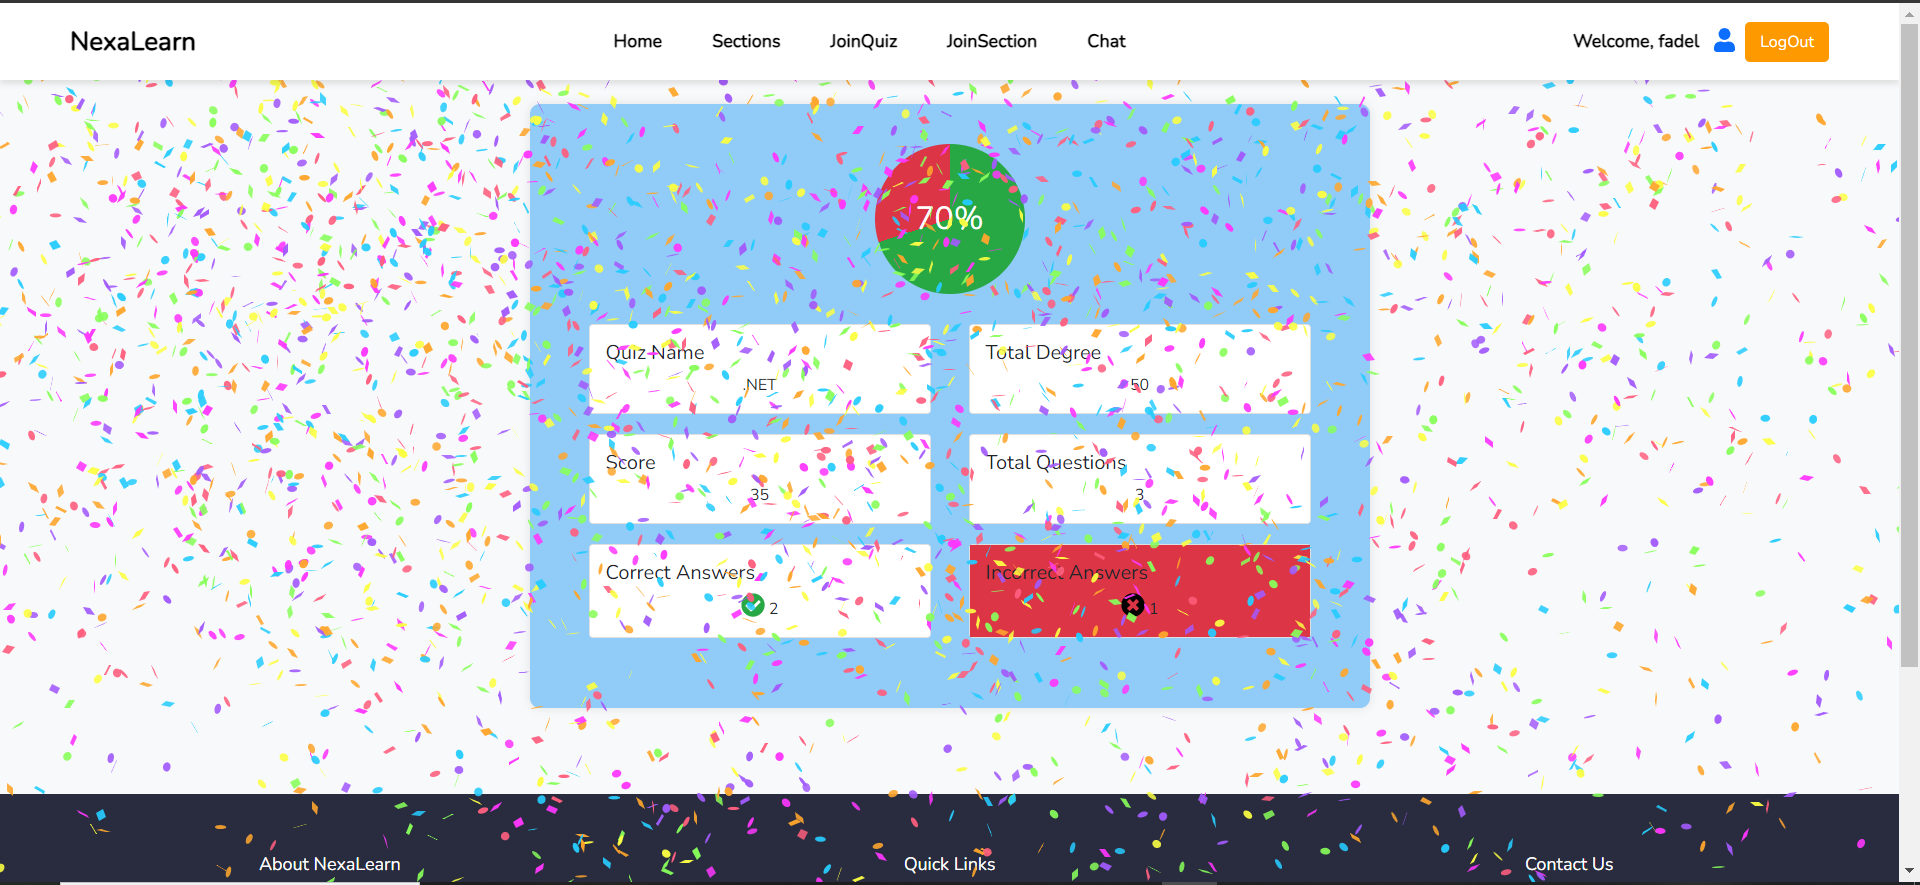 NexaLearn
Home Sections JoinQuiz JoinSection Chat
Welcome, fadel LogOut
70%
Quiz Name
.NET
Total Degree
50
Score
35
Total Questions
3
Correct Answers
2
Incorrect Answers
1
About NexaLearn
Quick Links
Contact Us